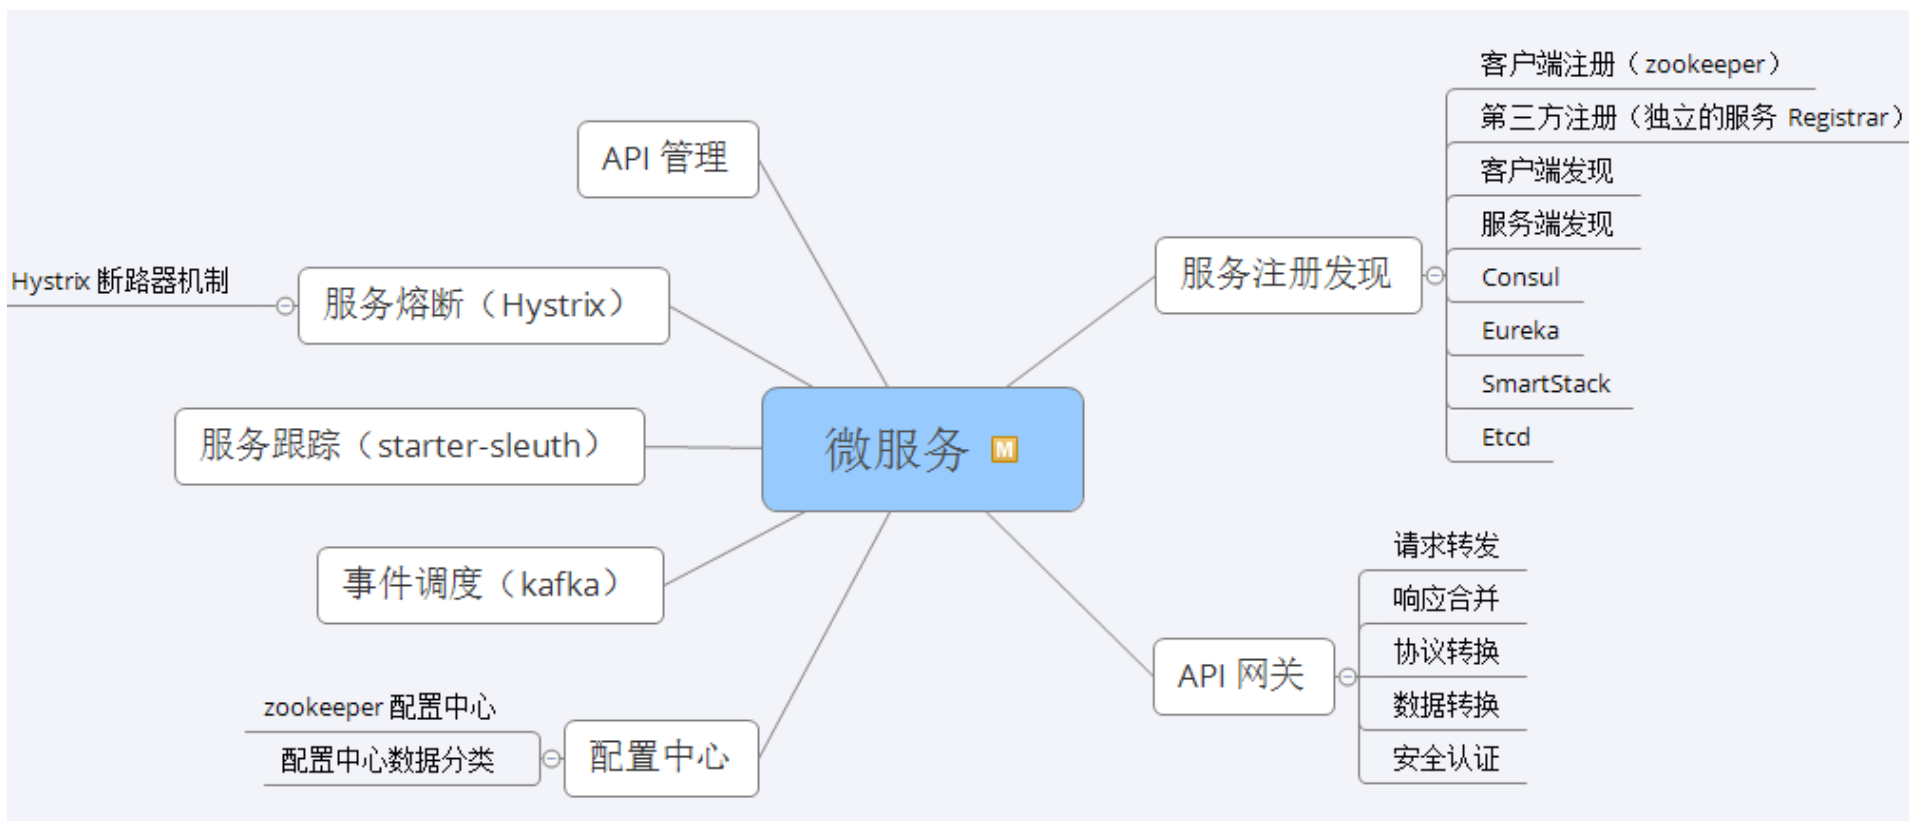 客户端注册（zookeeper）
第三方注册（独立的服务 Registrar）
客户端发现
服务端发现
Consul
Eureka
SmartStack
Etcd
服务注册发现
API 管理
Hystrix 断路器机制
服务熔断（Hystrix）
服务跟踪（starter-sleuth）
微服务 M
事件调度（kafka）
zookeeper 配置中心
配置中心数据分类
配置中心
API 网关
请求转发
响应合并
协议转换
数据转换
安全认证